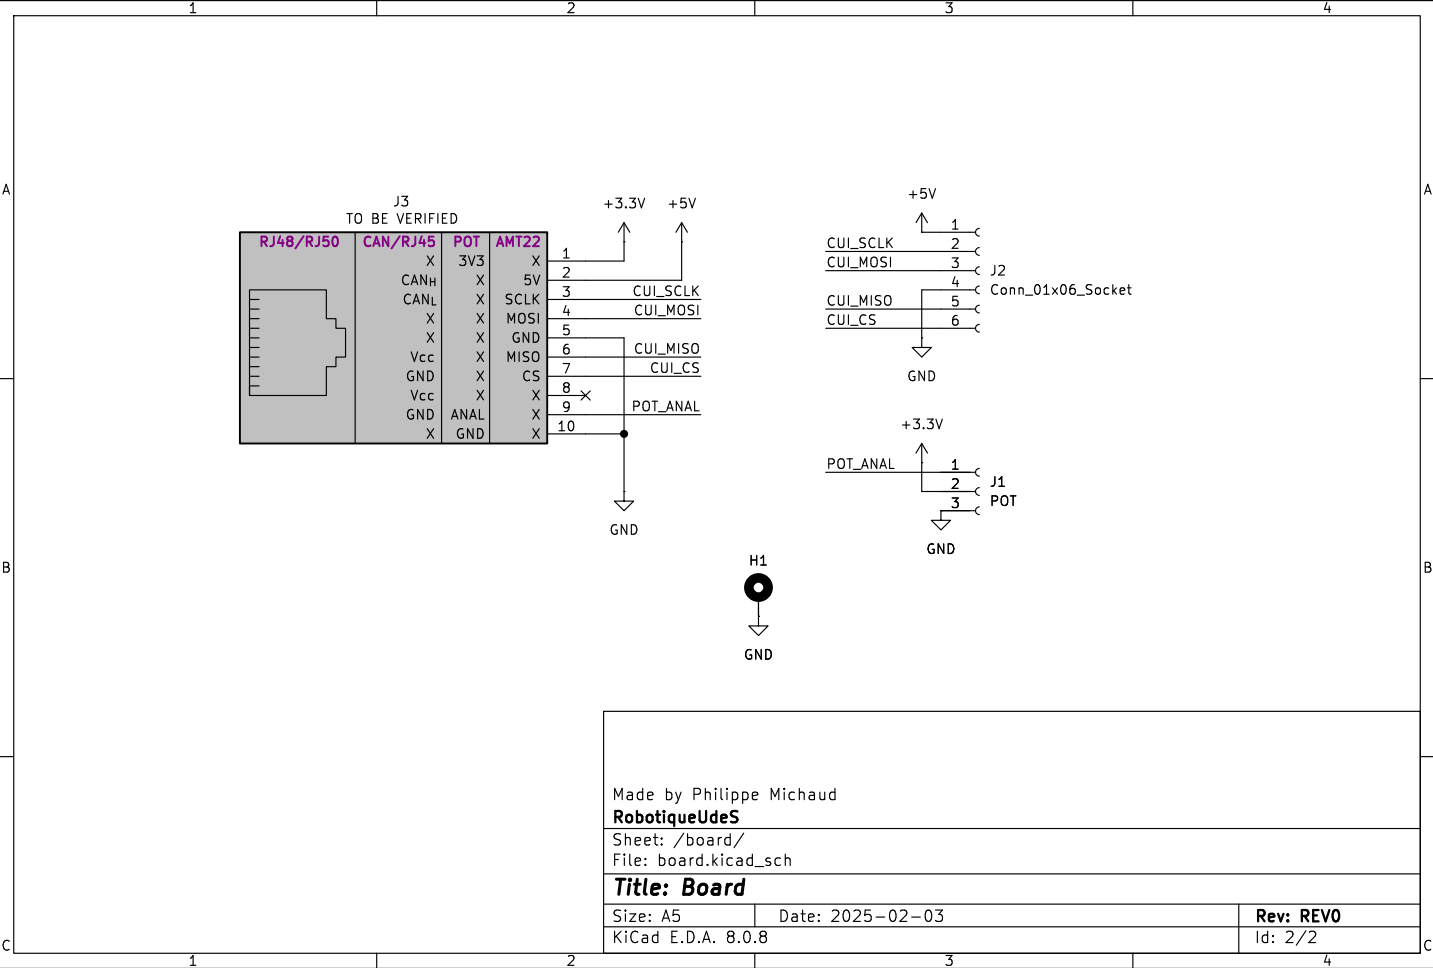 1 2 3 4
A A
J3
TO BE VERIFIED
RJ48/RJ50 CAN/RJ45 POT AMT22
X 3V3 X 1
CANH X 5V 2
CANL X SCLK 3 CUI_SCLK
X X MOSI 4 CUI_MOSI
X X GND 5
Vcc X MISO 6 CUI_MISO
GND X CS 7 CUI_CS
Vcc X X 8
GND ANAL X 9 POT_ANAL
X GND X 10
+3.3V +5V
GND
+5V
1
CUI_SCLK 2
CUI_MOSI 3
4
CUI_MISO 5
CUI_CS 6
J2
Conn_01x06_Socket
GND
+3.3V
POT_ANAL 1
2
3
J1
POT
GND
H1
GND
B B
Made by Philippe Michaud
RobotiqueUdeS
Sheet: /board/
File: board.kicad_sch
Title: Board
Size: A5 Date: 2025-02-03 Rev: REV0
KiCad E.D.A. 8.0.8 Id: 2/2
C C
1 2 3 4